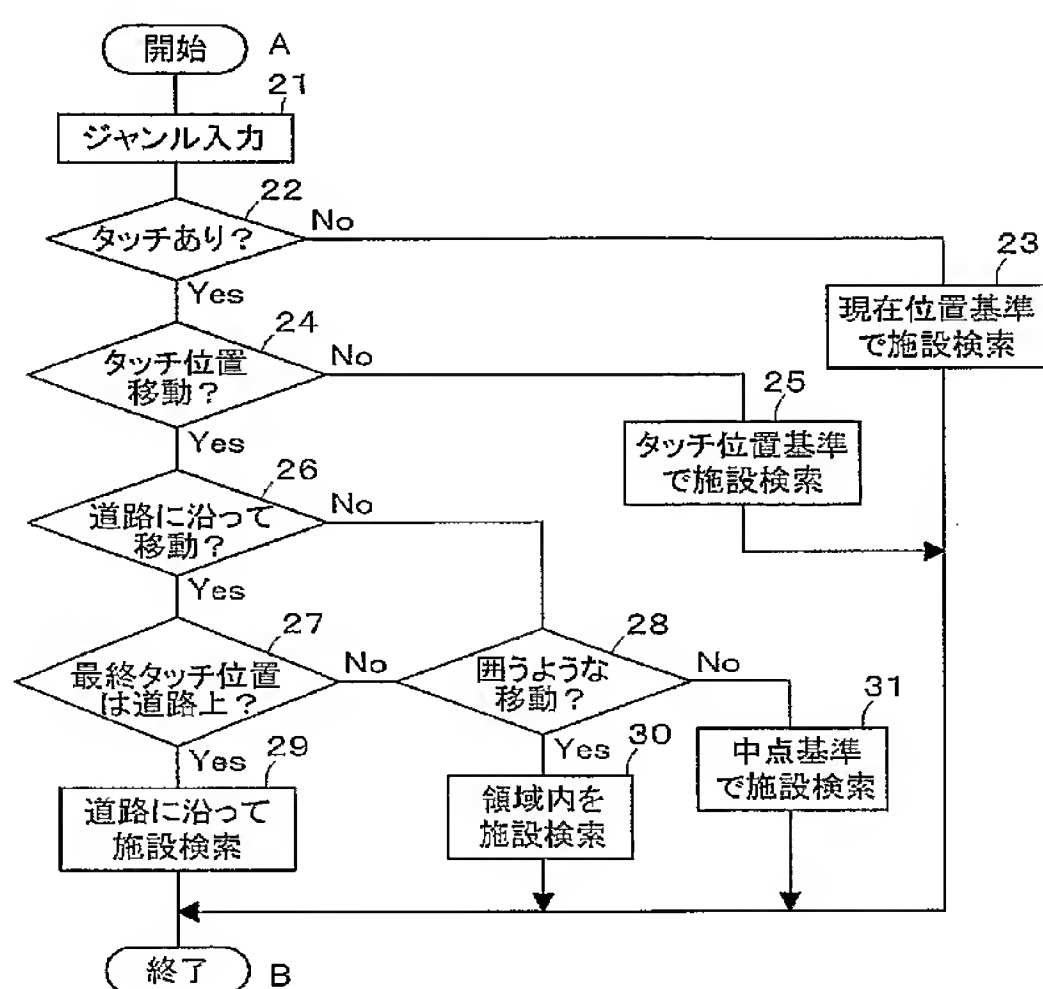 開始 A
21
ジャンル入力
22
タッチあり?
No
Yes
23
現在位置基準
で施設検索
24
タッチ位置
移動?
No
Yes
25
タッチ位置基準
で施設検索
26
道路に沿って
移動?
No
Yes
27
最終タッチ位置
は道路上?
No
Yes
28
囲うような
移動?
No
Yes
29
道路に沿って
施設検索
30
領域内を
施設検索
31
中点基準
で施設検索
終了 B